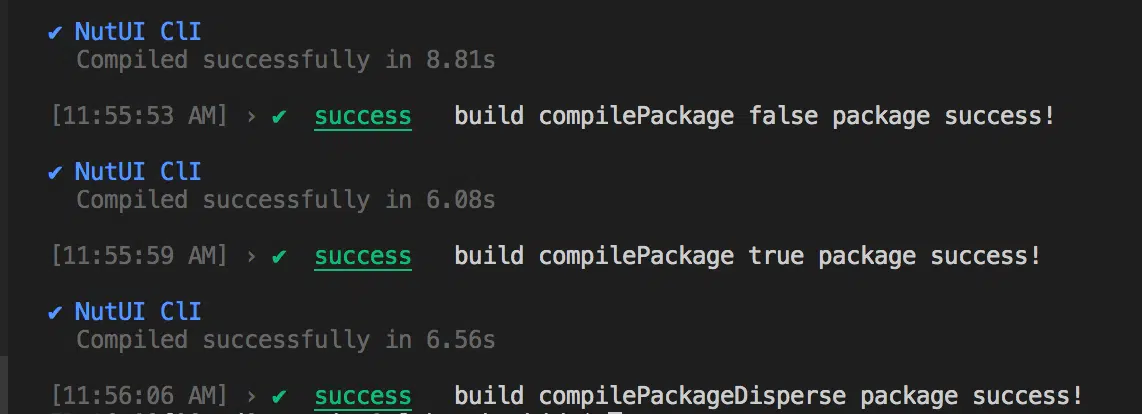 ✔ NutUI ClI
Compiled successfully in 8.81s
[11:55:53 AM] › ✔ success build compilePackage false package success!
✔ NutUI ClI
Compiled successfully in 6.08s
[11:55:59 AM] › ✔ success build compilePackage true package success!
✔ NutUI ClI
Compiled successfully in 6.56s
[11:56:06 AM] › ✔ success build compilePackageDisperse package success!